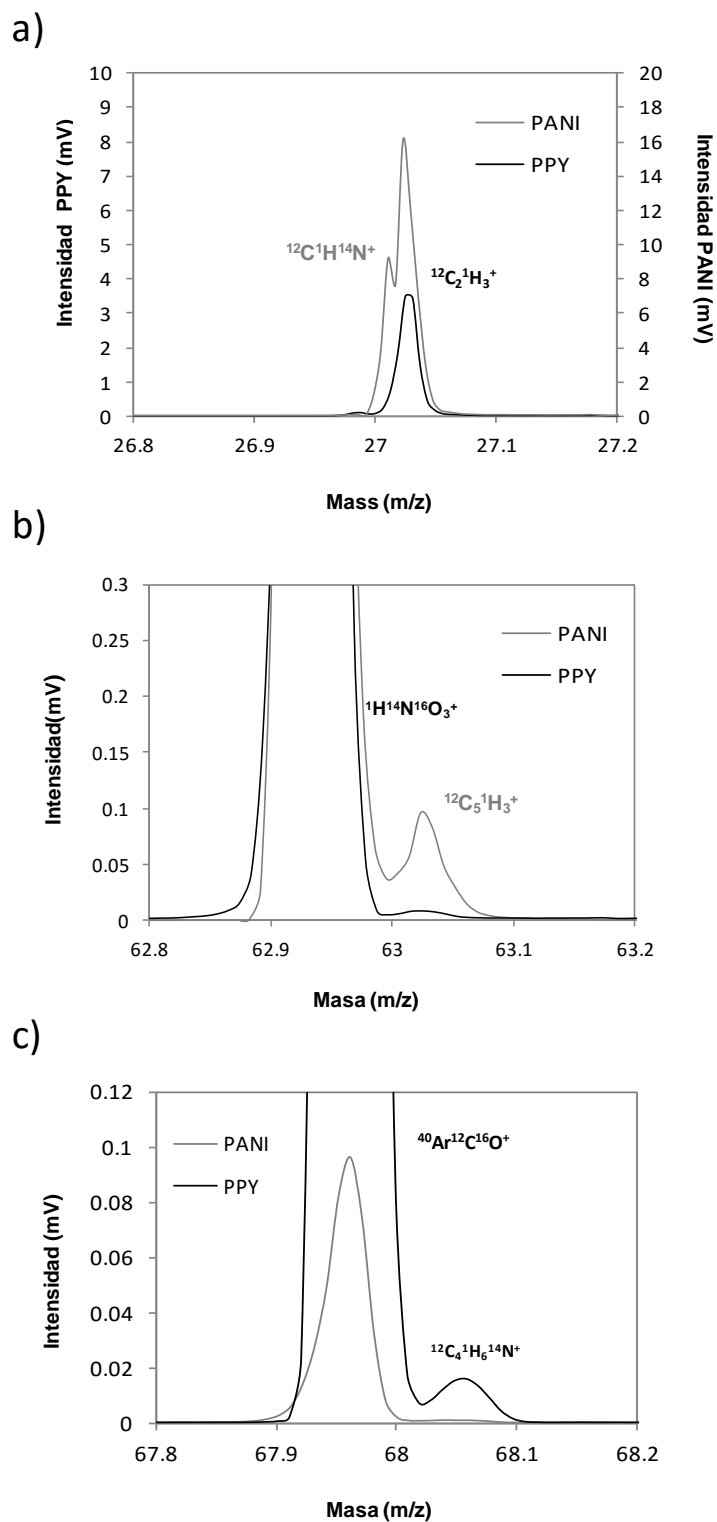 a)
10
9
8
7
6
5
4
3
2
1
0
20
18
16
14
12
10
8
6
4
2
0
Intensidad PPY (mV)
Intensidad PANI (mV)
PANI
PPY
¹²C¹H¹⁴N⁺
¹²C₂¹H₃⁺
26.8 26.9 27 27.1 27.2
Mass (m/z)
b)
0.3
0.25
0.2
0.15
0.1
0.05
0
Intensidad(mV)
PANI
PPY
¹H¹⁴N¹⁶O₃⁺
¹²C₅¹H₃⁺
62.8 62.9 63 63.1 63.2
Masa (m/z)
c)
0.12
0.1
0.08
0.06
0.04
0.02
0
Intensidad (mV)
PANI
PPY
⁴⁰Ar¹²C¹⁶O⁺
¹²C₄¹H₆¹⁴N⁺
67.8 67.9 68 68.1 68.2
Masa (m/z)